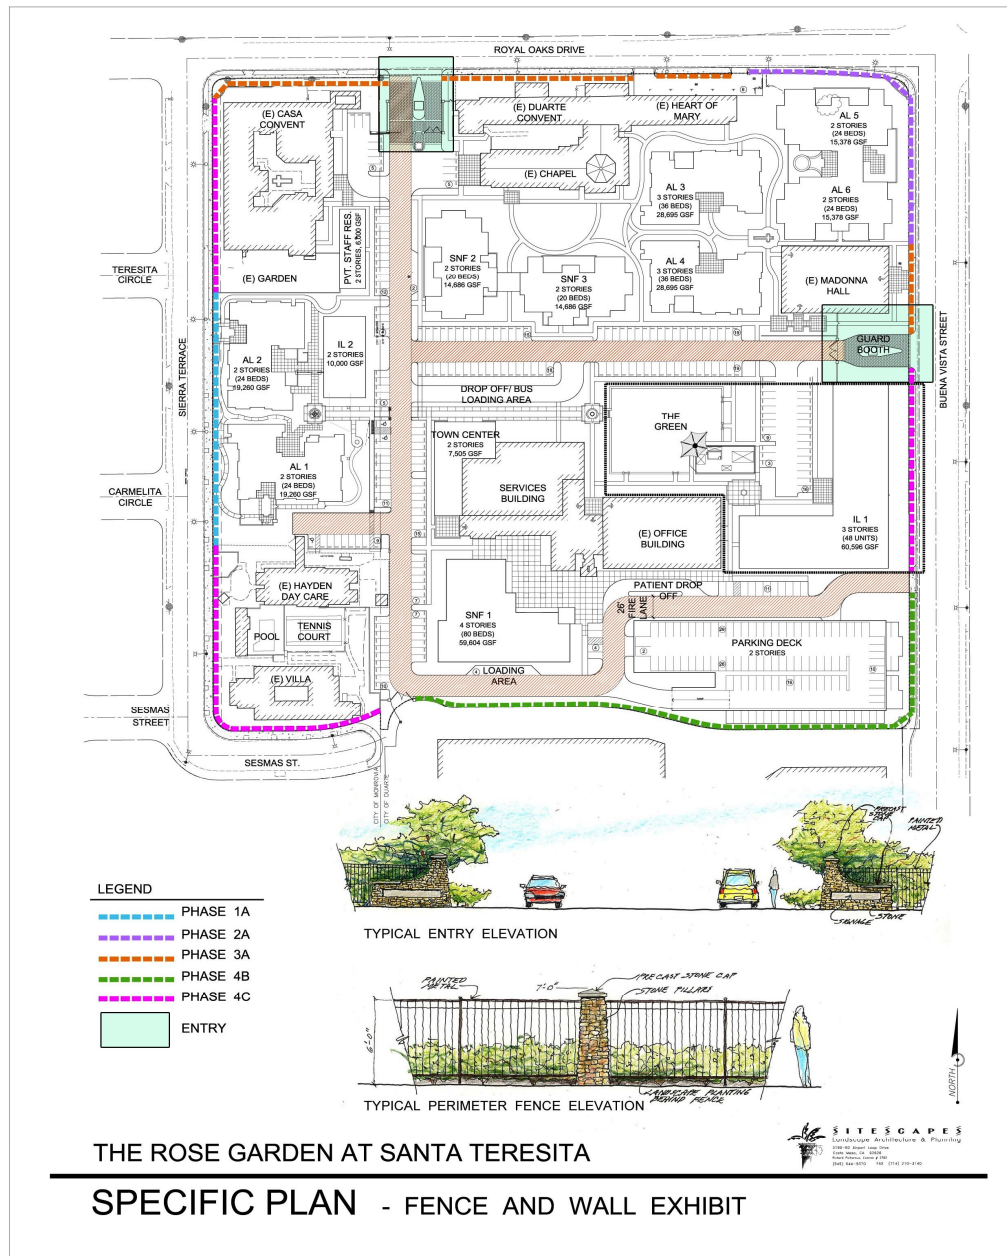 ROYAL OAKS DRIVE
(E) CASA
CONVENT
(E) DUARTE
CONVENT
(E) HEART OF
MARY
AL 5
2 STORIES
(24 BEDS)
15,378 GSF
(E) CHAPEL
AL 3
3 STORIES
(36 BEDS)
28,695 GSF
AL 6
2 STORIES
(24 BEDS)
15,378 GSF
PVT. STAFF RES.
2 STORIES, 6,000 GSF
TERESITA
CIRCLE
(E) GARDEN
SNF 2
2 STORIES
(20 BEDS)
14,686 GSF
SNF 3
2 STORIES
(20 BEDS)
14,686 GSF
AL 4
3 STORIES
(36 BEDS)
28,695 GSF
(E) MADONNA
HALL
SIERRA TERRACE
BUENA VISTA STREET
AL 2
2 STORIES
(24 BEDS)
19,260 GSF
IL 2
2 STORIES
10,000 GSF
GUARD
BOOTH
DROP OFF/ BUS
LOADING AREA
THE
GREEN
TOWN CENTER
2 STORIES
7,505 GSF
AL 1
2 STORIES
(24 BEDS)
19,260 GSF
SERVICES
BUILDING
CARMELITA
CIRCLE
(E) OFFICE
BUILDING
IL 1
3 STORIES
(48 UNITS)
60,596 GSF
(E) HAYDEN
DAY CARE
PATIENT DROP
OFF
26'
FIRE
LANE
SNF 1
4 STORIES
(80 BEDS)
59,604 GSF
POOL
TENNIS
COURT
PARKING DECK
2 STORIES
(E) VILLA
LOADING
AREA
SESMAS
STREET
SESMAS ST.
CITY OF MONROVIA
CITY OF DUARTE
PRECAST
STONE
CAP
PAINTED
METAL
SIGNAGE
STONE
TYPICAL ENTRY ELEVATION
LEGEND
PHASE 1A
PHASE 2A
PHASE 3A
PHASE 4B
PHASE 4C
ENTRY
PAINTED
METAL
7'-0"
PRECAST STONE CAP
STONE PILLARS
6'-0"
LANDSCAPE PLANTING
BEHIND FENCE
TYPICAL PERIMETER FENCE ELEVATION
NORTH
SITESCAPES
Landscape Architecture & Planning
THE ROSE GARDEN AT SANTA TERESITA
SPECIFIC PLAN - FENCE AND WALL EXHIBIT